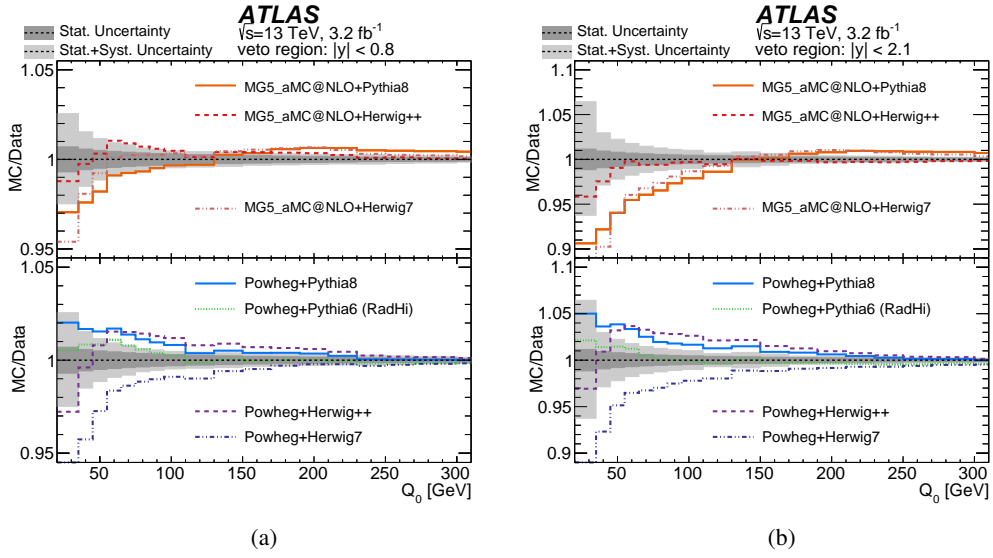 ATLAS
Stat. Uncertainty
√s=13 TeV, 3.2 fb⁻¹
Stat.+Syst. Uncertainty
veto region: |y| < 0.8
1.05
MG5_aMC@NLO+Pythia8
MG5_aMC@NLO+Herwig++
1
MG5_aMC@NLO+Herwig7
0.95
MC/Data
1.05
Powheg+Pythia8
Powheg+Pythia6 (RadHi)
1
Powheg+Herwig++
Powheg+Herwig7
0.95
MC/Data
50 100 150 200 250 300
Q₀ [GeV]
(a)
ATLAS
Stat. Uncertainty
√s=13 TeV, 3.2 fb⁻¹
Stat.+Syst. Uncertainty
veto region: |y| < 2.1
1.1
MG5_aMC@NLO+Pythia8
1.05
MG5_aMC@NLO+Herwig++
1
0.95
MG5_aMC@NLO+Herwig7
0.9
MC/Data
1.1
Powheg+Pythia8
1.05
Powheg+Pythia6 (RadHi)
1
0.95
Powheg+Herwig++
Powheg+Herwig7
0.9
MC/Data
50 100 150 200 250 300
Q₀ [GeV]
(b)